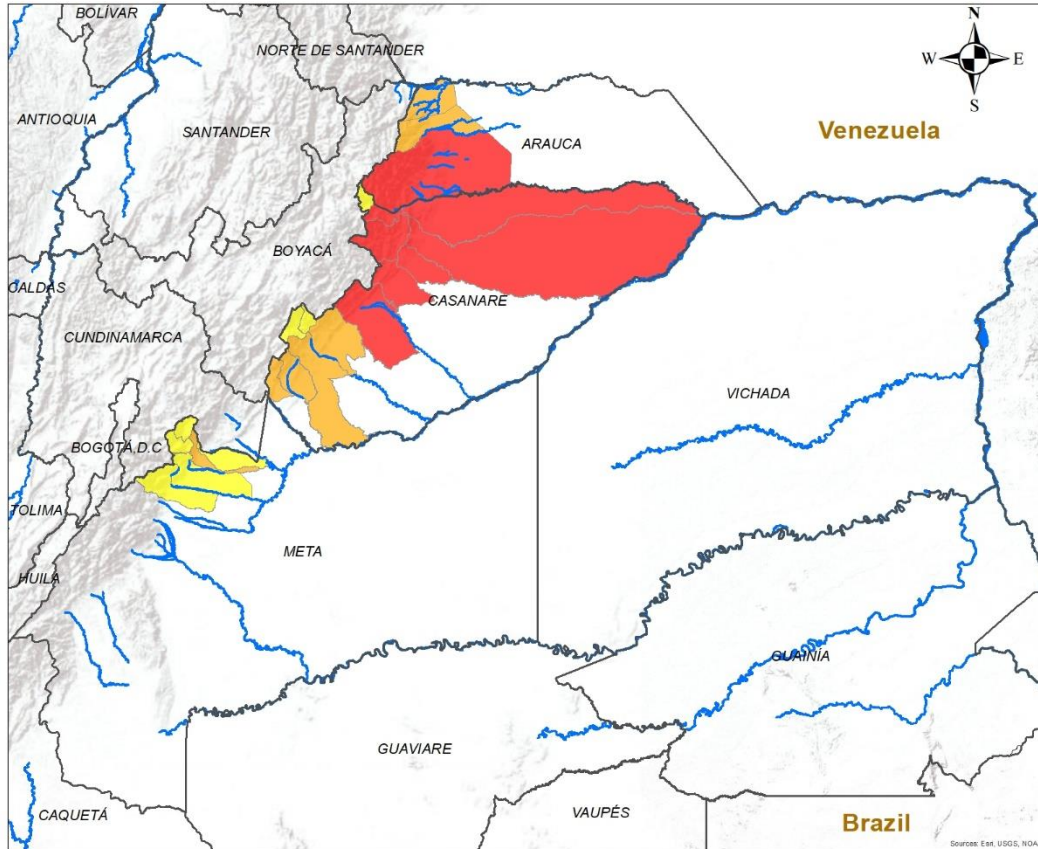 BOLÍVAR
NORTE DE SANTANDER
N
W
E
S
ANTIOQUIA
SANTANDER
Venezuela
ARAUCA
BOYACÁ
CALDAS
CASANARE
CUNDINAMARCA
VICHADA
BOGOTÁ, D.C
TOLIMA
META
HUILA
GUAINÍA
GUAVIARE
CAQUETÁ
VAUPÉS
Brazil
Sources: Esri, USGS, NOAA